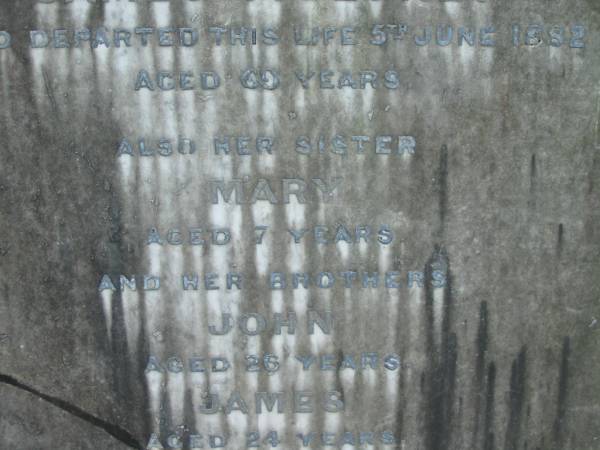 DEPARTED THIS LIFE 5TH JUNE 1882
AGED YEARS
ALSO HER SISTER
MARY
AGED 7 YEARS
AND HER BROTHERS
JOHN
AGED 26 YEARS
JAMES
AGED 24 YEARS